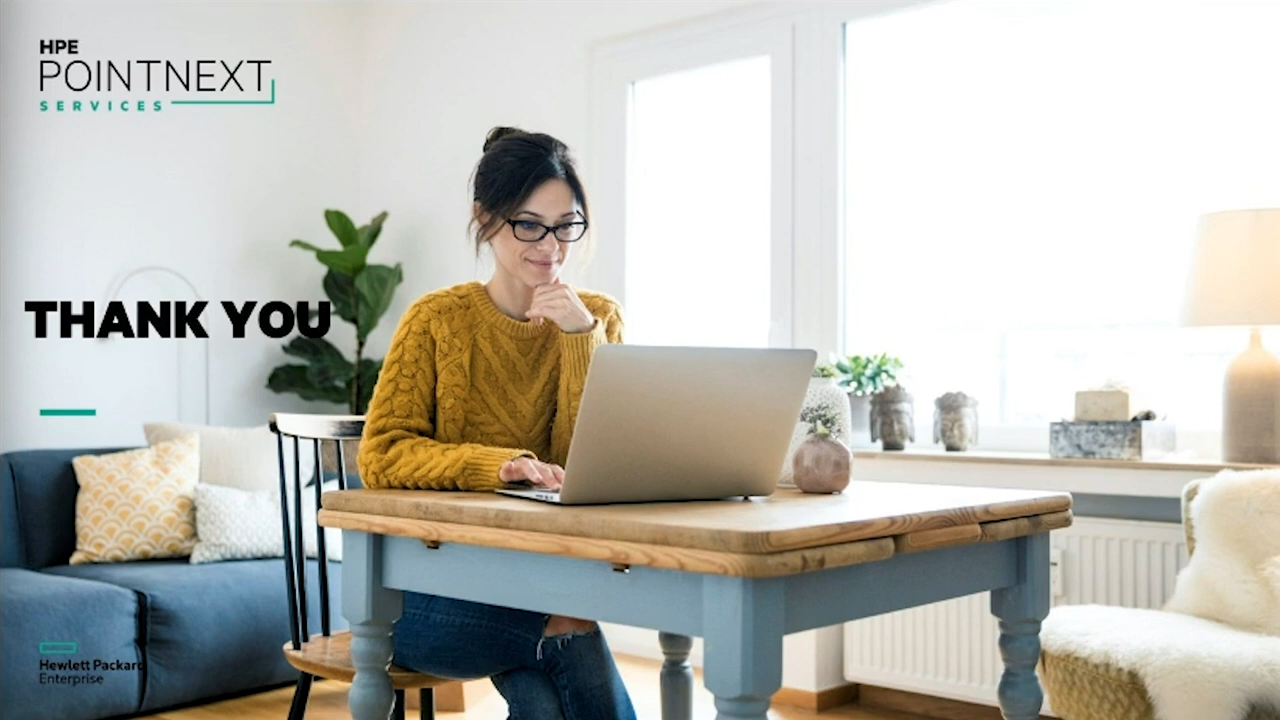 HPE
POINTNEXT
SERVICES
THANK YOU
Hewlett Packard
Enterprise